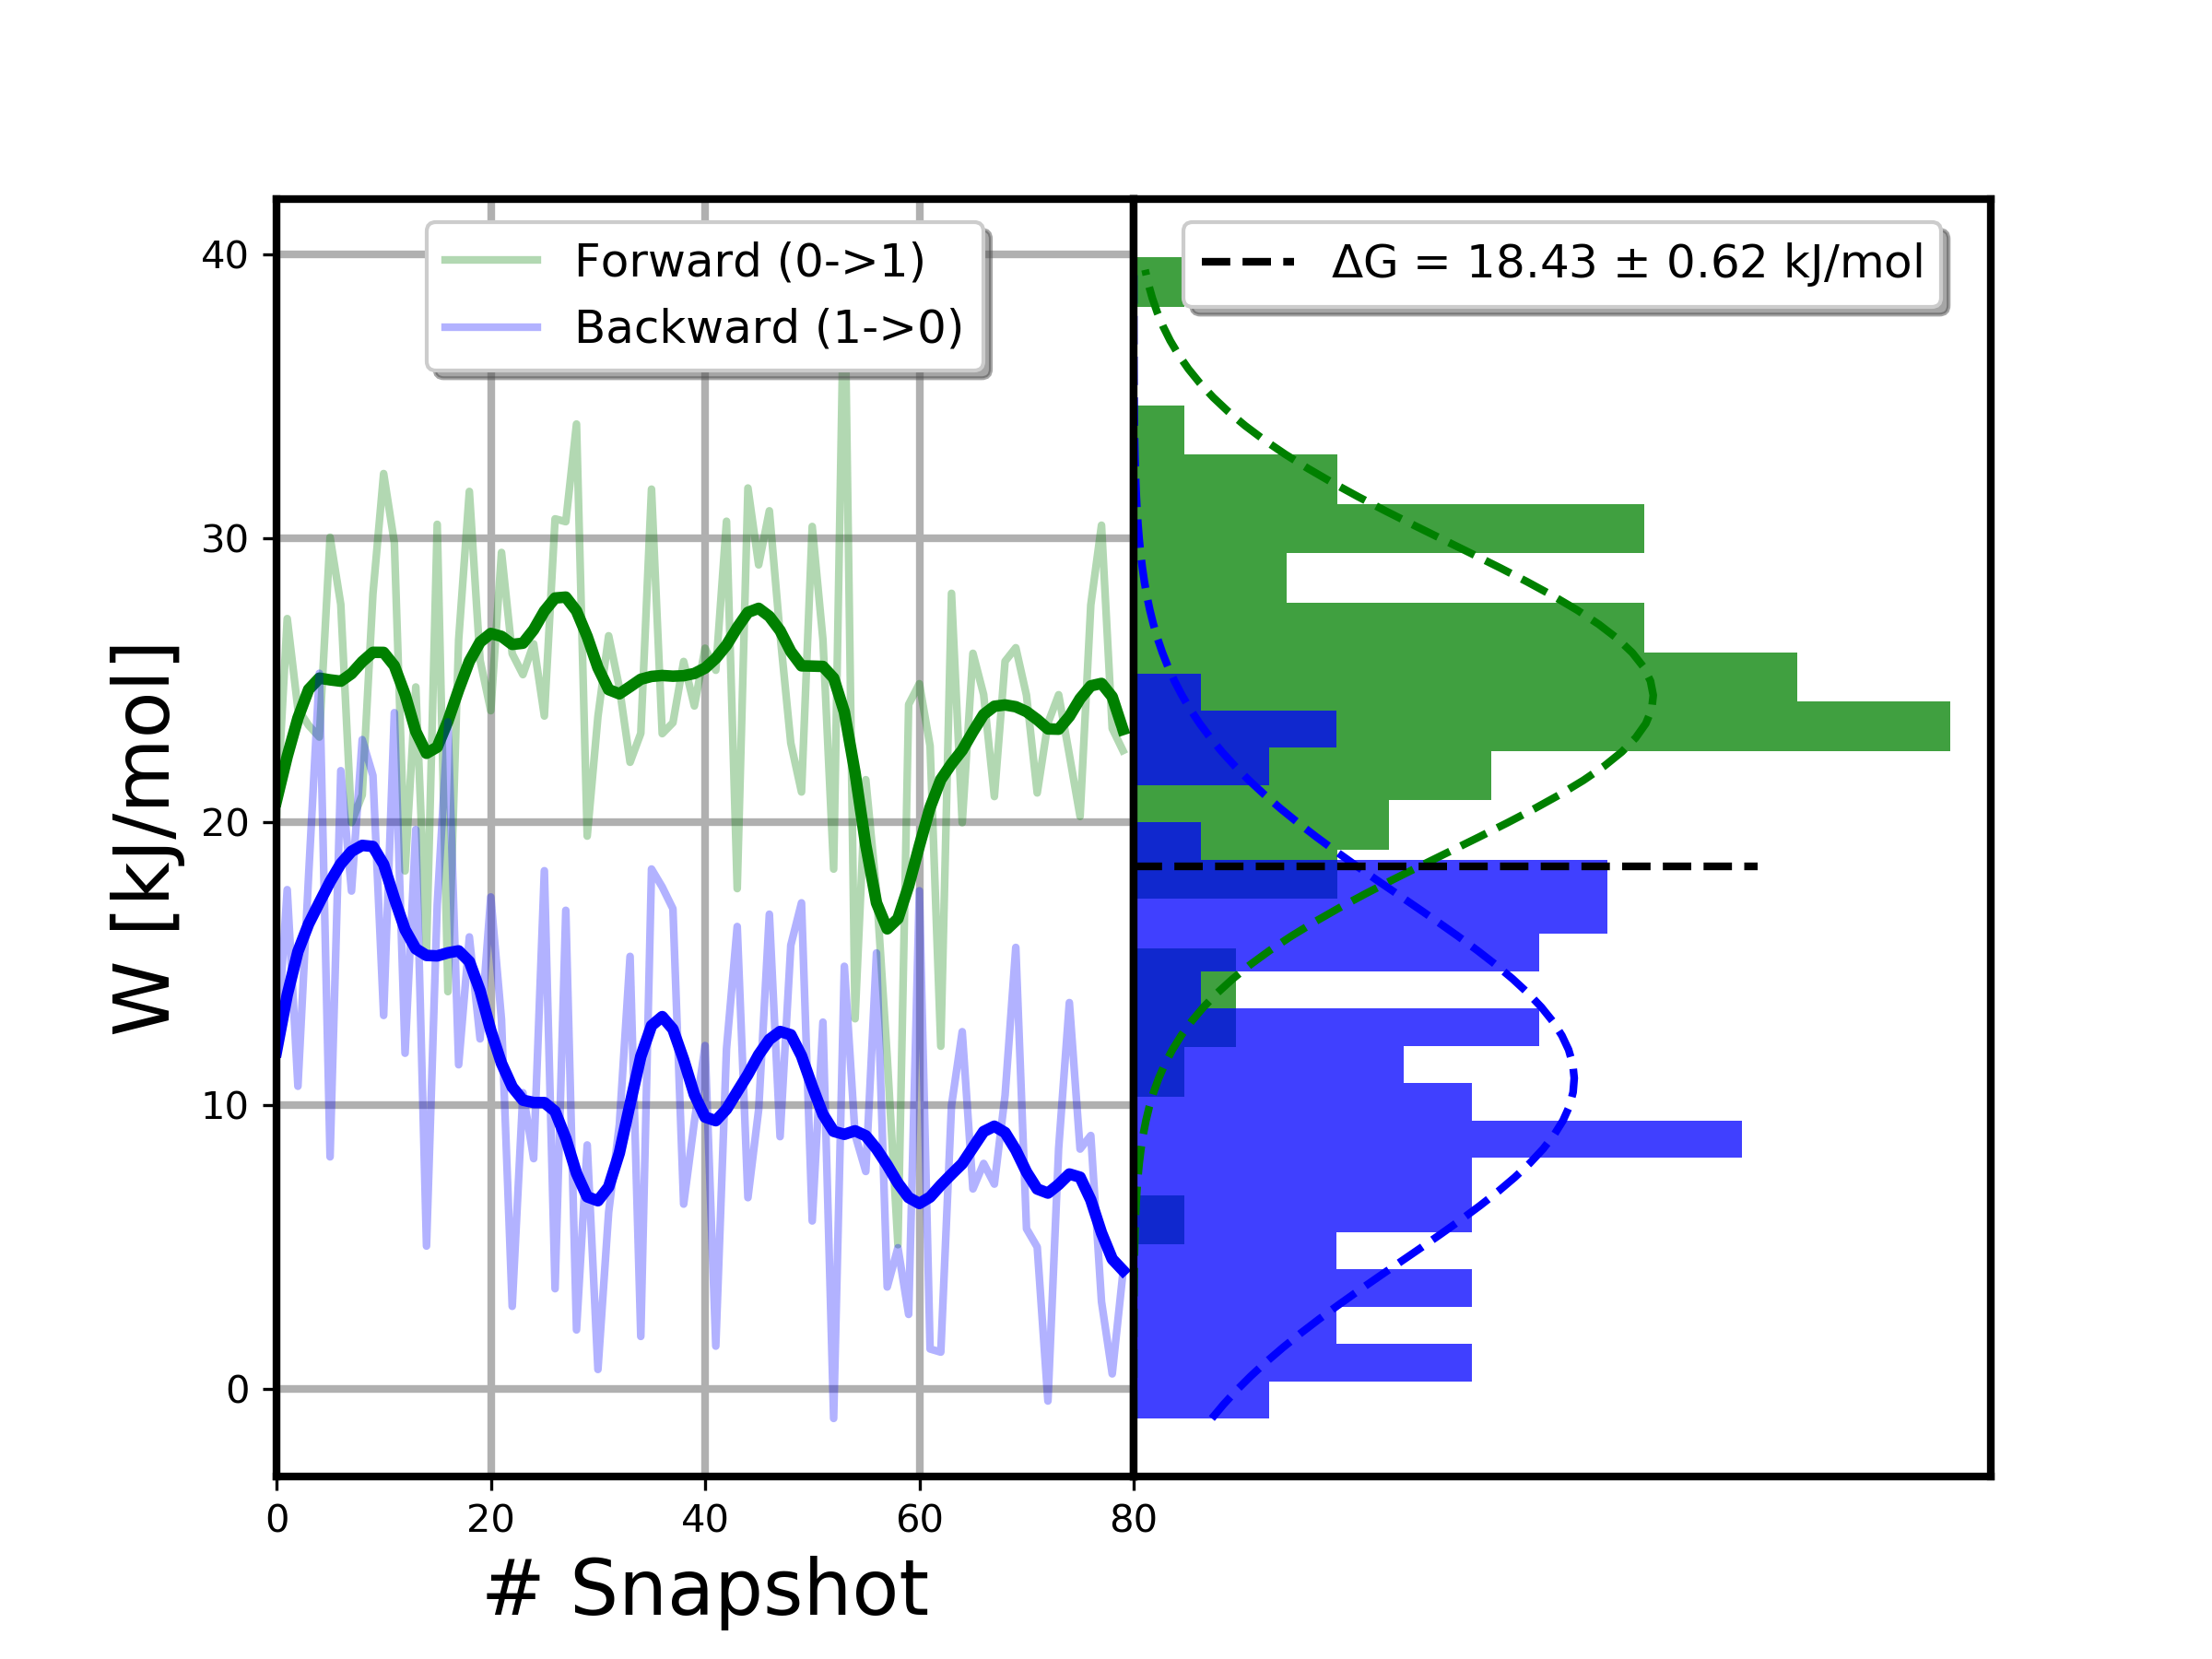 Forward (0->1)
Backward (1->0)
ΔG = 18.43 ± 0.62 kJ/mol
W [kJ/mol]
40
30
20
10
0
0 20 40 60 80
# Snapshot